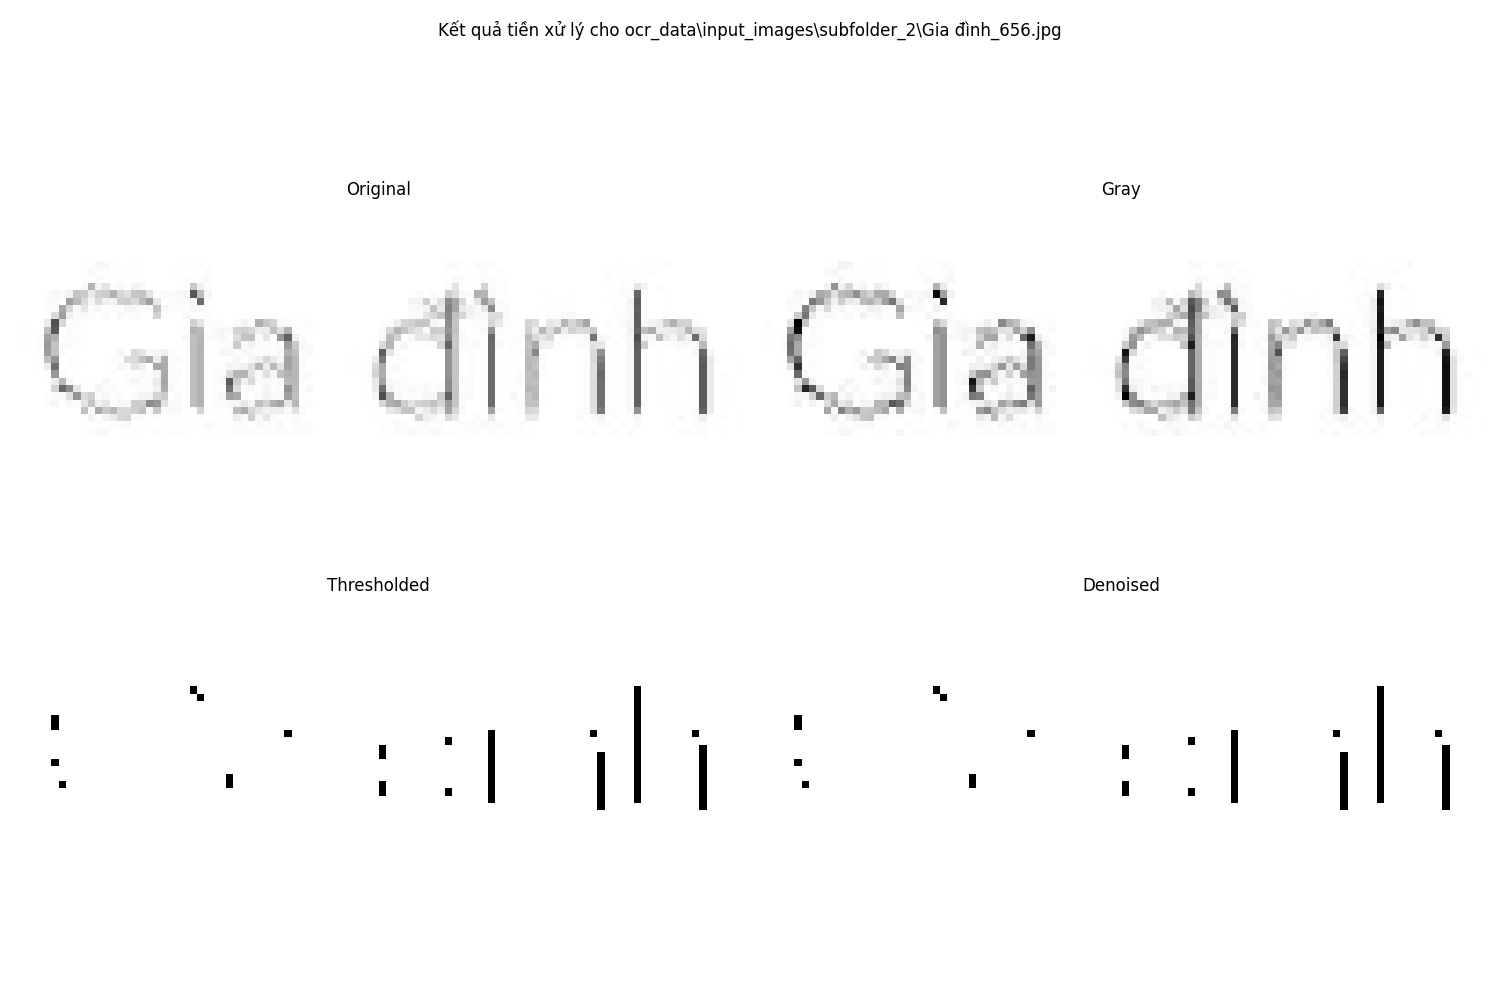 Kết quả tiền xử lý cho ocr_data\input_images\subfolder_2\Gia đình_656.jpg
Original
Gray
Gia đình
Gia đình
Thresholded
Denoised